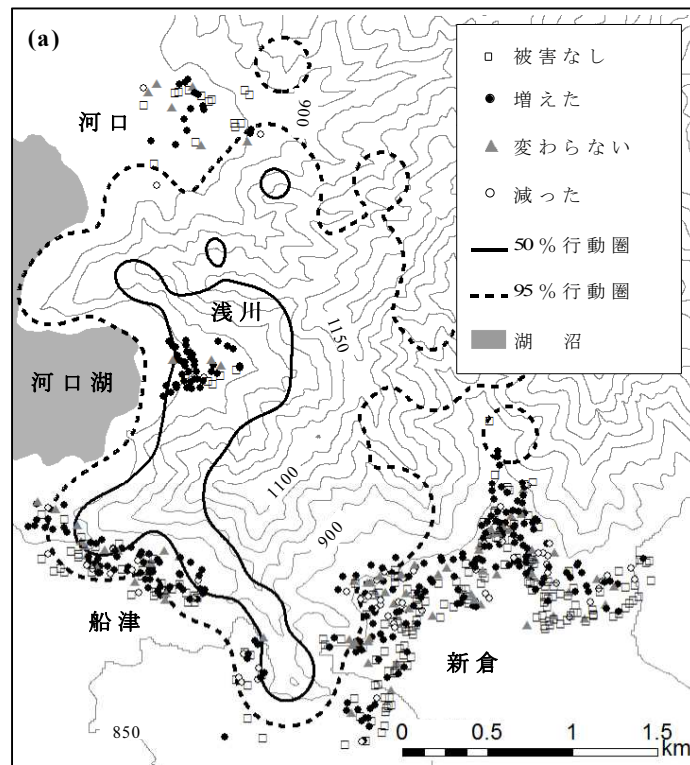 (a)
被害なし
増えた
変わらない
減った
50％行動圏
95％行動圏
湖沼
河口
900
浅川
1150
河口湖
1100
900
船津
新倉
850
0 0.5 1 1.5 km